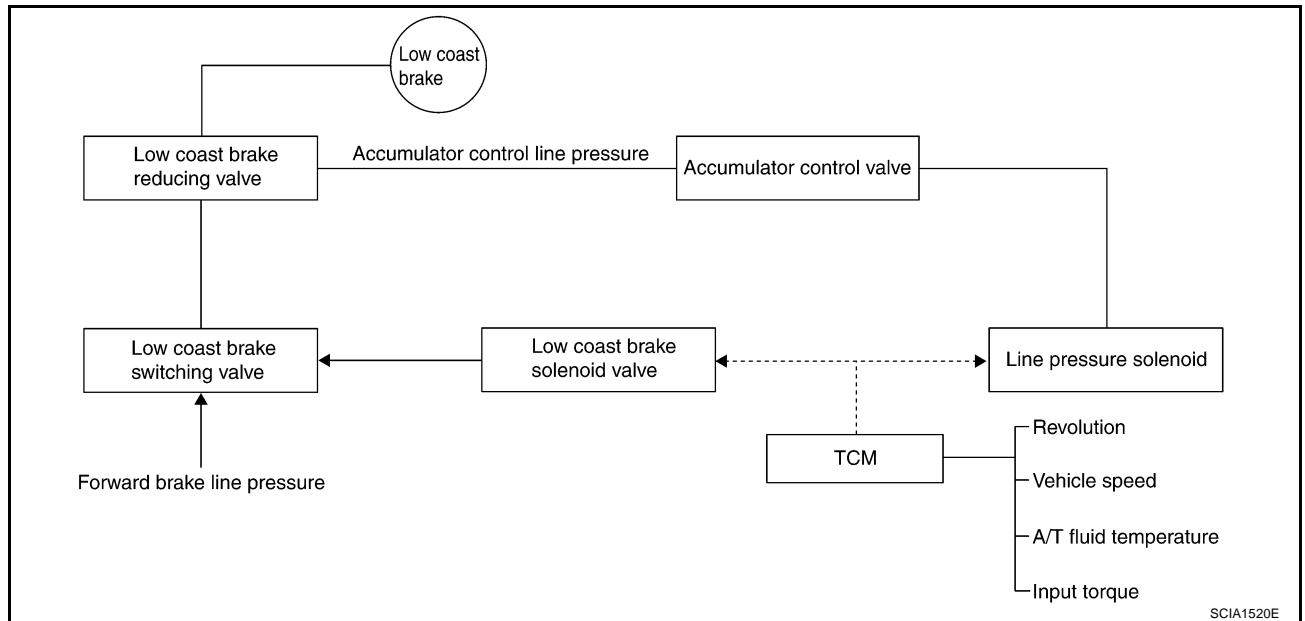 Low coast
brake
Low coast brake
reducing valve
Accumulator control line pressure
Accumulator control valve
Low coast brake
switching valve
Low coast brake
solenoid valve
Line pressure solenoid
TCM
Revolution
Vehicle speed
A/T fluid temperature
Input torque
Forward brake line pressure
SCIA1520E